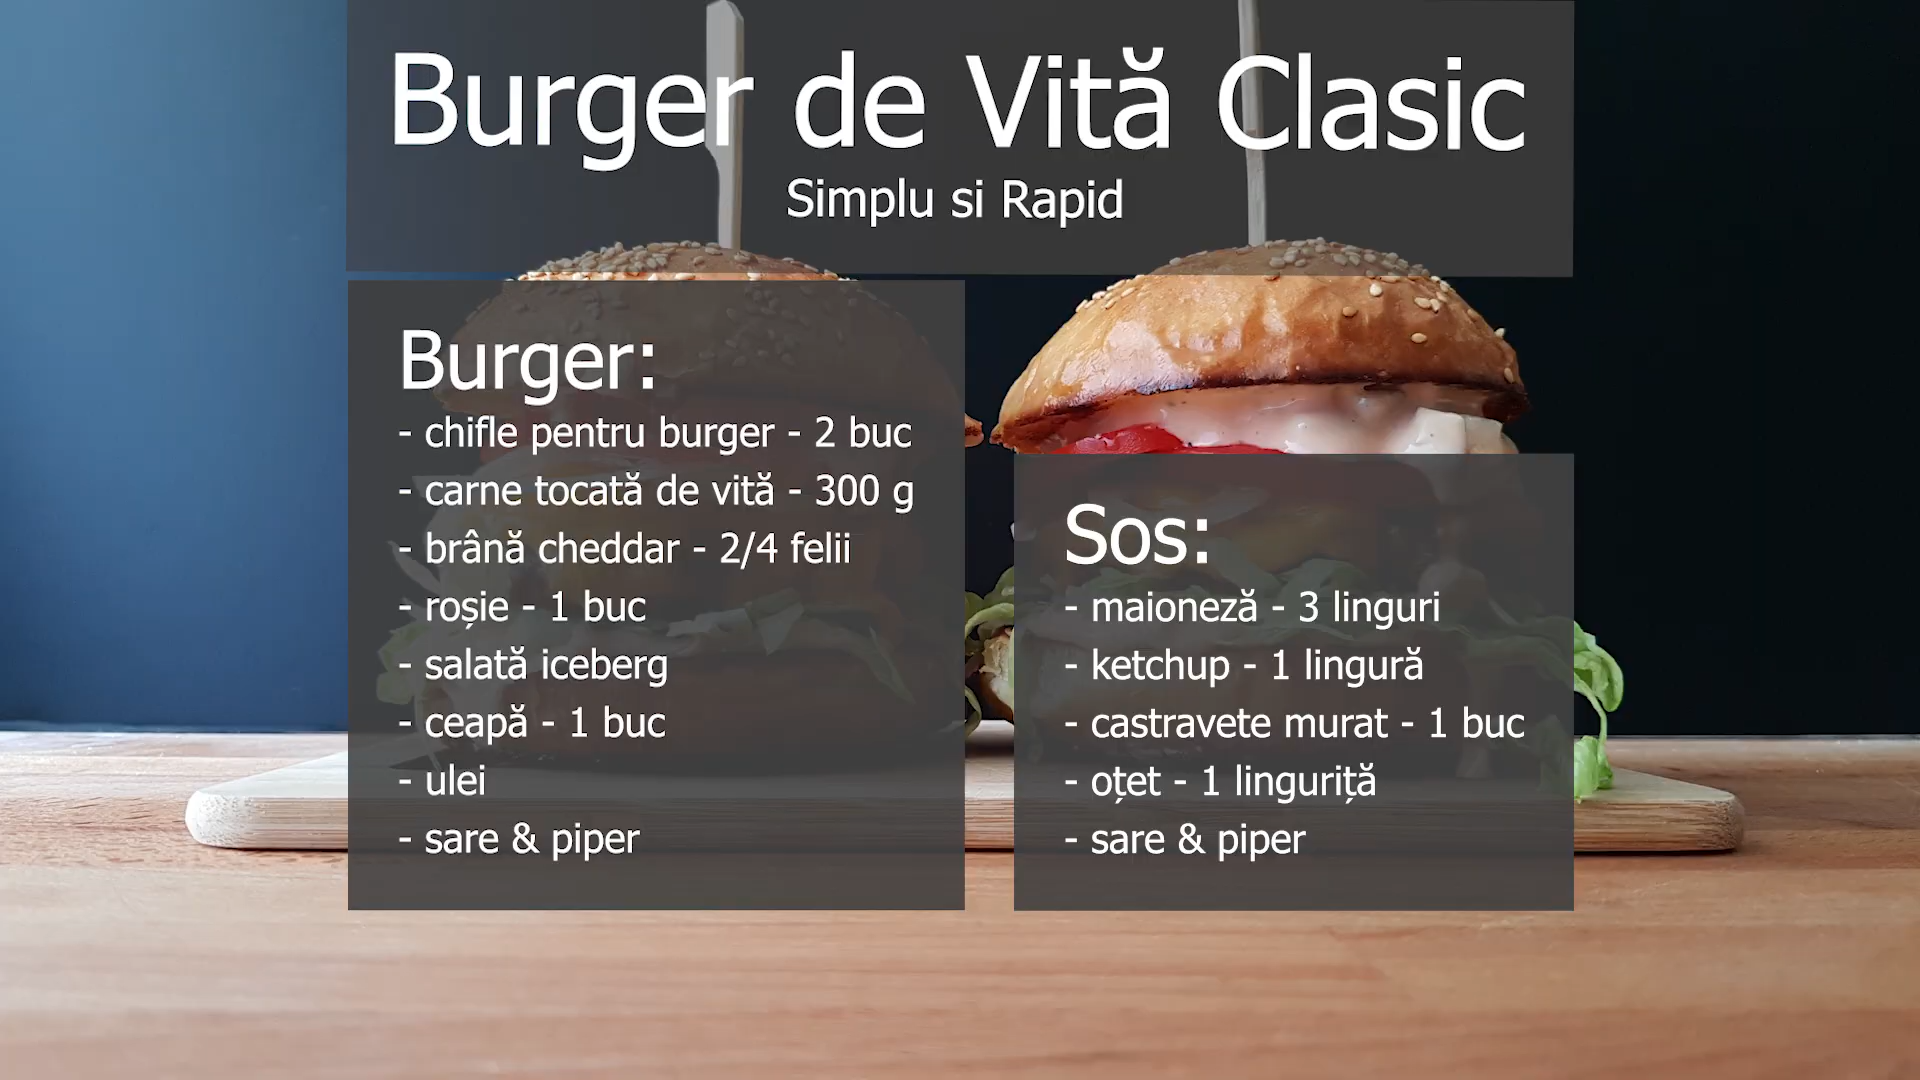 Burger de Vită Clasic
Simplu si Rapid
Burger:
- chifle pentru burger - 2 buc
- carne tocată de vită - 300 g
- brână cheddar - 2/4 felii
- roșie - 1 buc
- salată iceberg
- ceapă - 1 buc
- ulei
- sare & piper
Sos:
- maioneză - 3 linguri
- ketchup - 1 lingură
- castravete murat - 1 buc
- oțet - 1 linguriță
- sare & piper